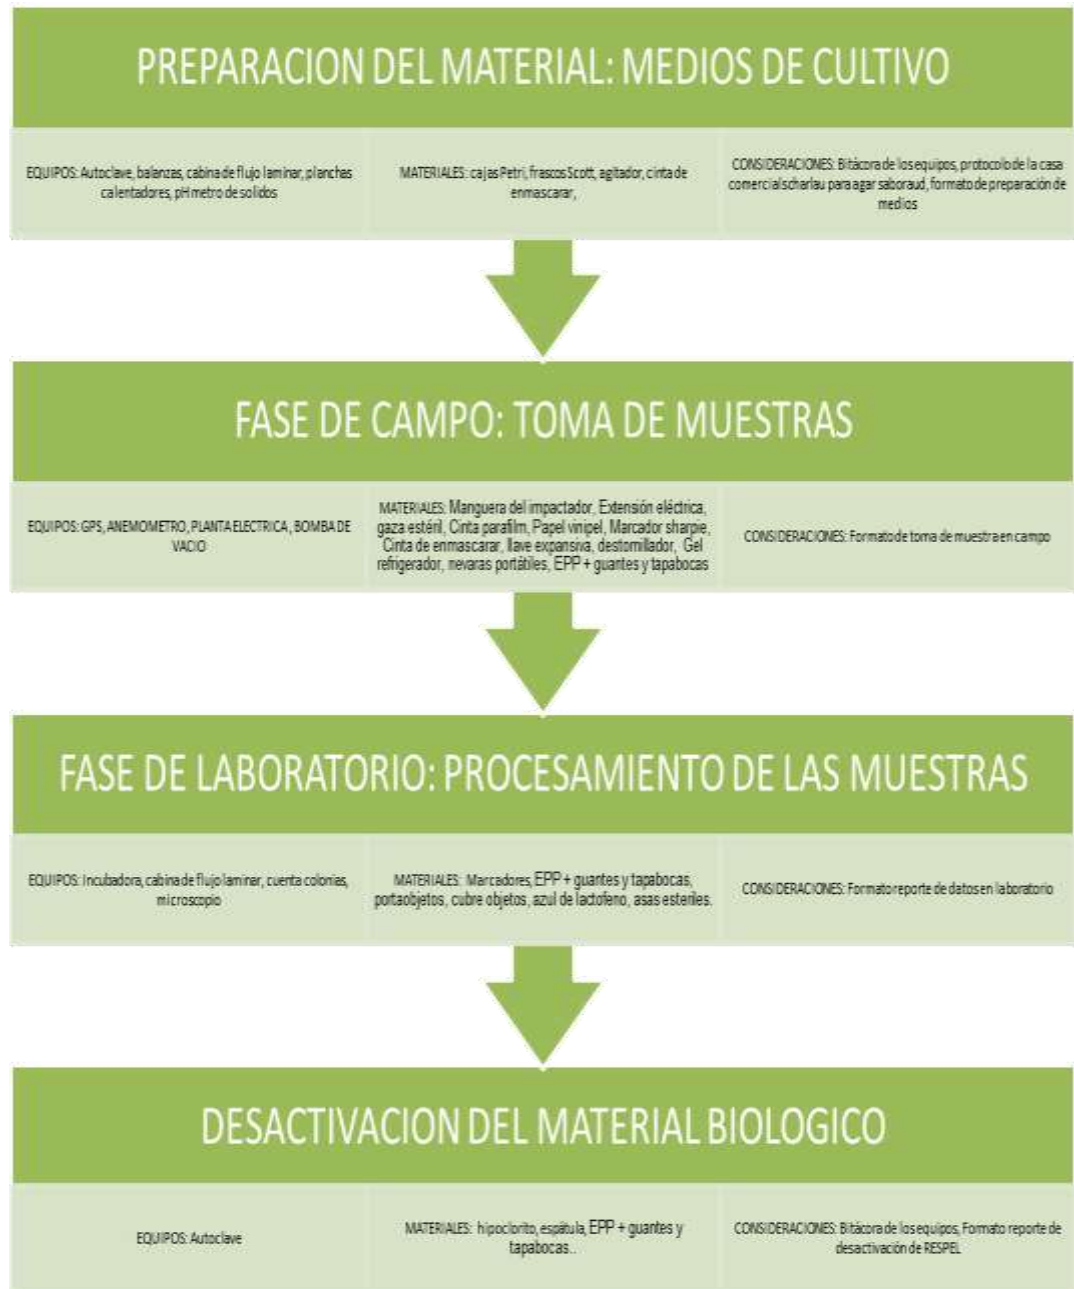 PREPARACION DEL MATERIAL: MEDIOS DE CULTIVO
EQUIPOS: Autoclave, balanzas, cabina de flujo laminar, planchas
calentadores, pH metro de solidos
MATERIALES: cajas Petri, frascos Scott, agitador, cinta de
enmascarar,
CONSIDERACIONES: Bitácora de los equipos, protocolo de la casa
comercial scharlau para agar saboraud, formato de preparación de
medios
FASE DE CAMPO: TOMA DE MUESTRAS
EQUIPOS: GPS, ANEMOMETRO, PLANTA ELECTRICA, BOMBA DE
VACIO
MATERIALES: Manguera del impactador, Extensión eléctrica,
gaza estéril, Cinta parafilm, Papel vinipel, Marcador sharpie,
Cinta de enmascarar, llave expansiva, destornillador, Gel
refrigerador, nevaras portátiles, EPP + guantes y tapabocas
CONSIDERACIONES: Formato de toma de muestra en campo
FASE DE LABORATORIO: PROCESAMIENTO DE LAS MUESTRAS
EQUIPOS: Incubadora, cabina de flujo laminar, cuenta colonias,
microscopio
MATERIALES: Marcadores, EPP + guantes y tapabocas,
portaobjetos, cubre objetos, azul de lactofeno, asas esteriles.
CONSIDERACIONES: Formato reporte de datos en laboratorio
DESACTIVACION DEL MATERIAL BIOLOGICO
EQUIPOS: Autoclave
MATERIALES: hipoclorito, espátula, EPP + guantes y
tapabocas..
CONSIDERACIONES: Bitácora de los equipos, Formato reporte de
desactivación de RESPEL